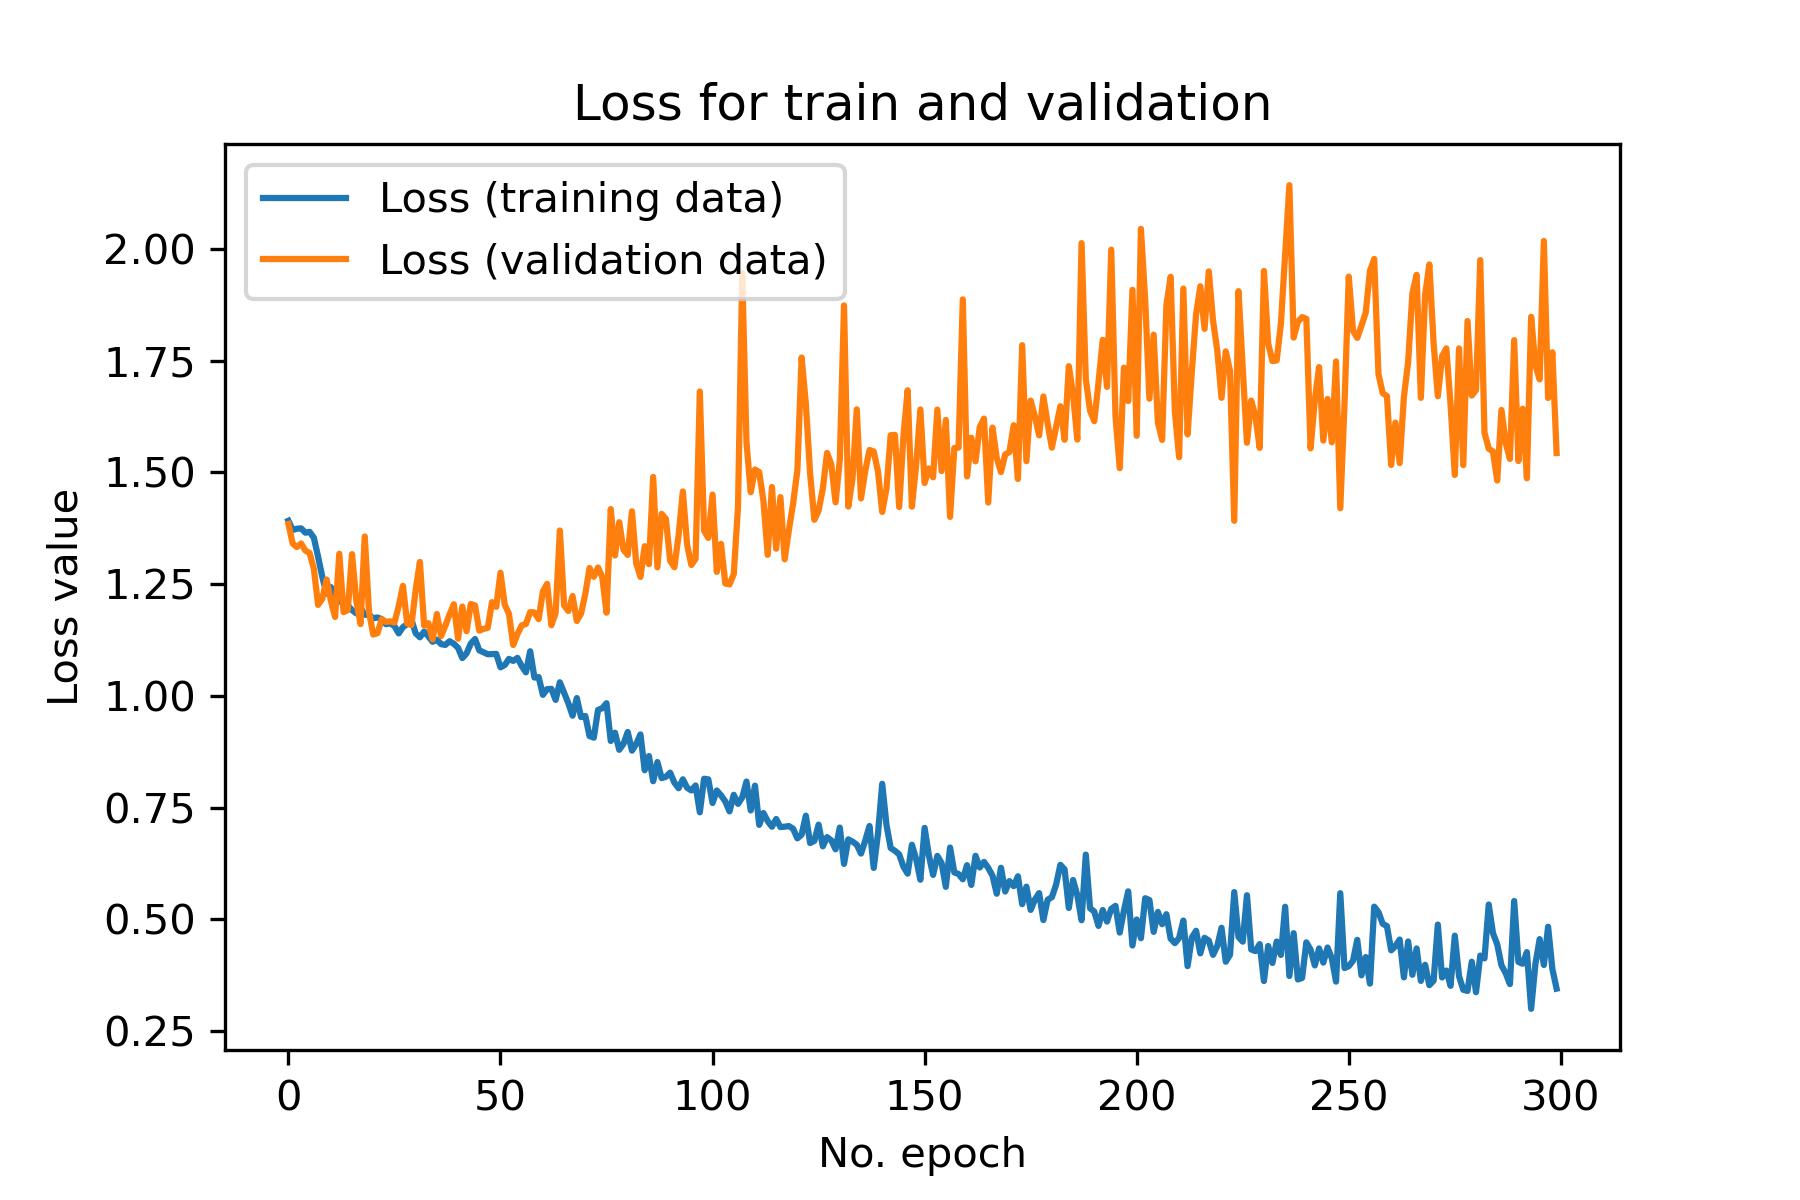 Loss for train and validation
Loss (training data)
Loss (validation data)
2.00
1.75
1.50
1.25
1.00
0.75
0.50
0.25
Loss value
0 50 100 150 200 250 300
No. epoch